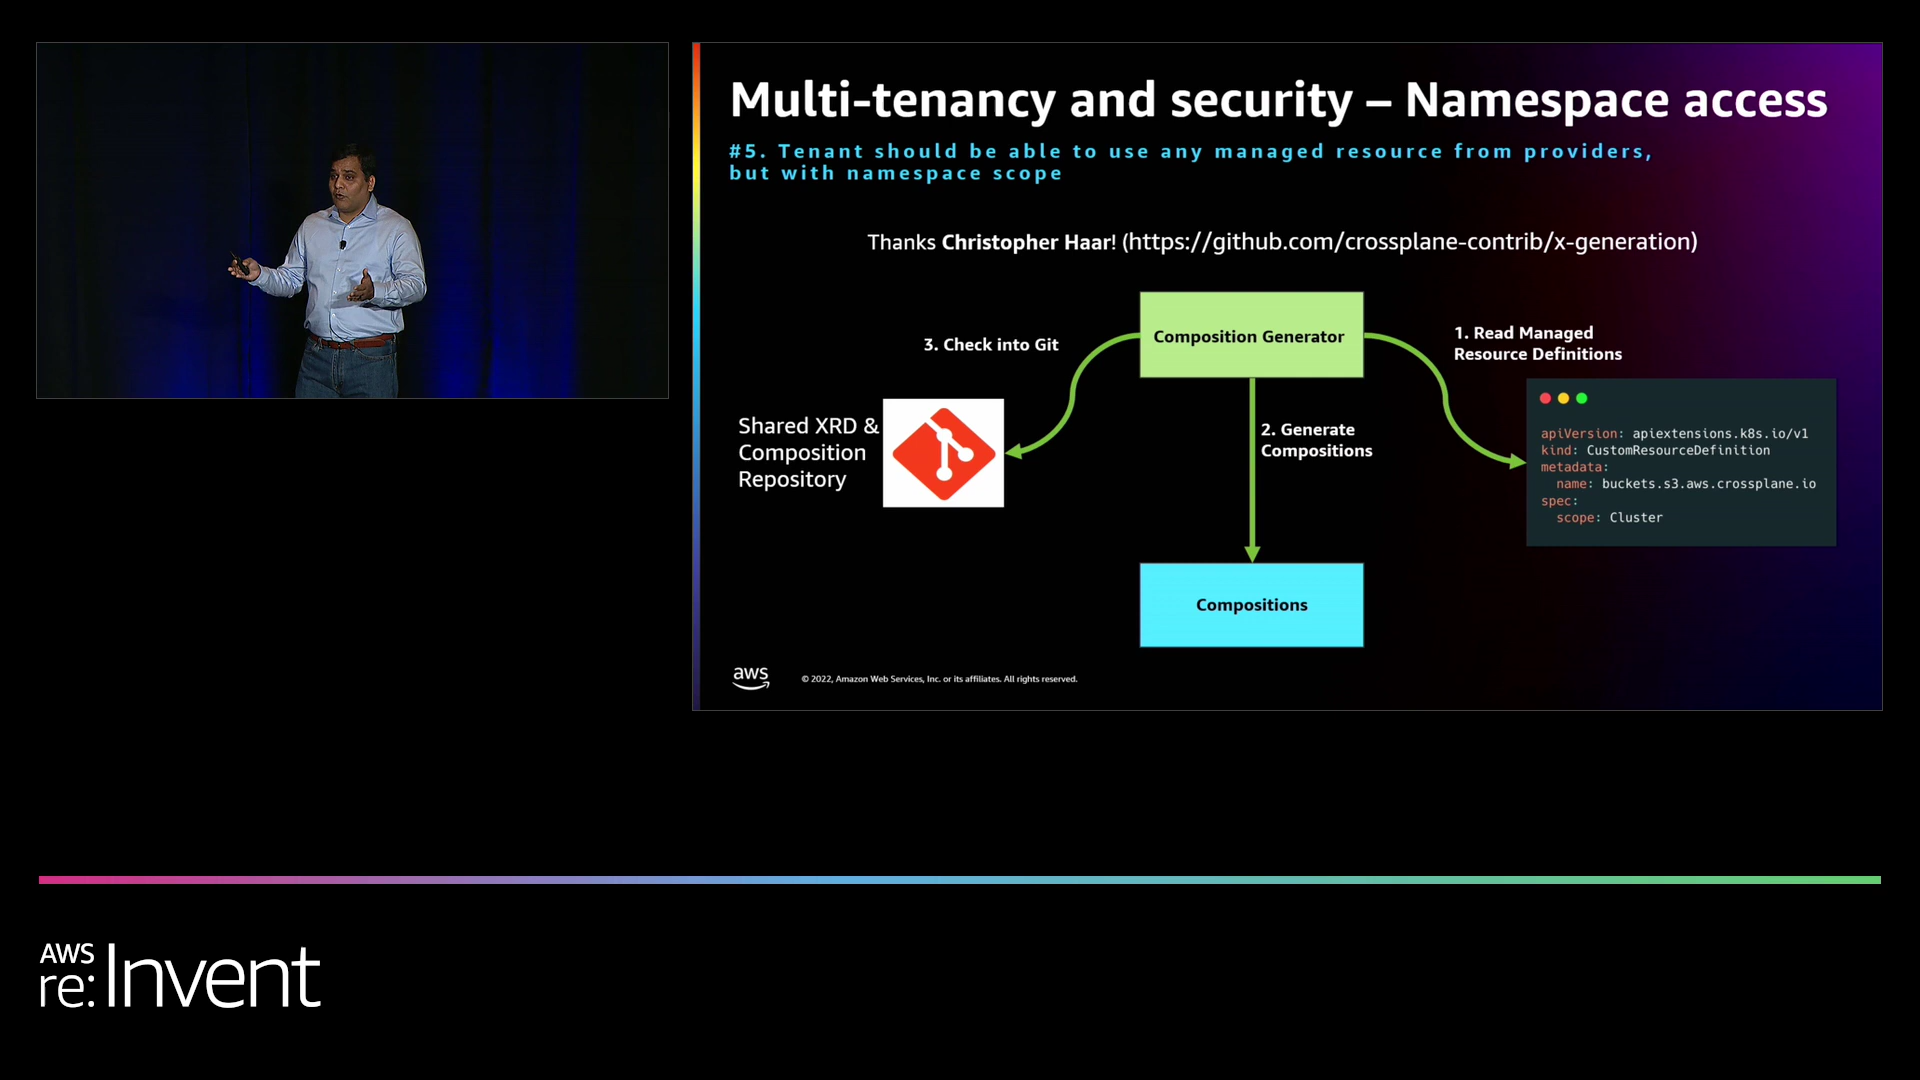 Multi-tenancy and security – Namespace access
#5. Tenant should be able to use any managed resource from providers,
but with namespace scope
Thanks Christopher Haar! (https://github.com/crossplane-contrib/x-generation)
Composition Generator
1. Read Managed
Resource Definitions
3. Check into Git
Shared XRD &
Composition
Repository
2. Generate
Compositions
apiVersion: apiextensions.k8s.io/v1
kind: CustomResourceDefinition
metadata:
  name: buckets.s3.aws.crossplane.io
spec:
  scope: Cluster
Compositions
aws
© 2022, Amazon Web Services, Inc. or its affiliates. All rights reserved.
AWS
re:Invent